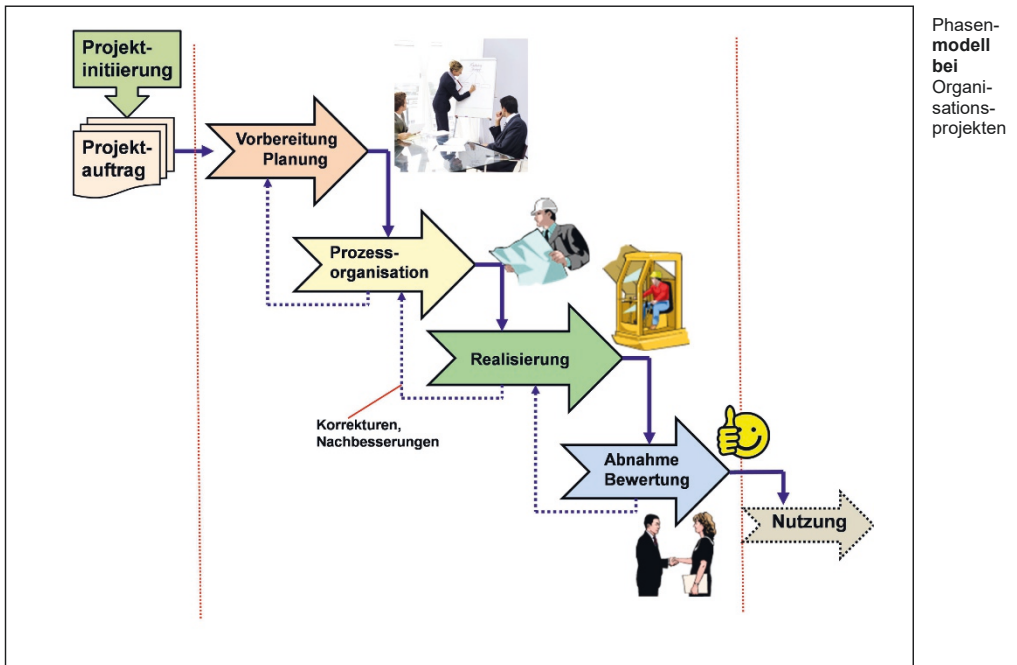 Projekt-
initiierung
Projekt-
auftrag
Vorbereitung
Planung
Prozess-
organisation
Realisierung
Korrekturen,
Nachbesserungen
Abnahme
Bewertung
Nutzung
Phasen-
modell
bei
Organi-
sations-
projekten